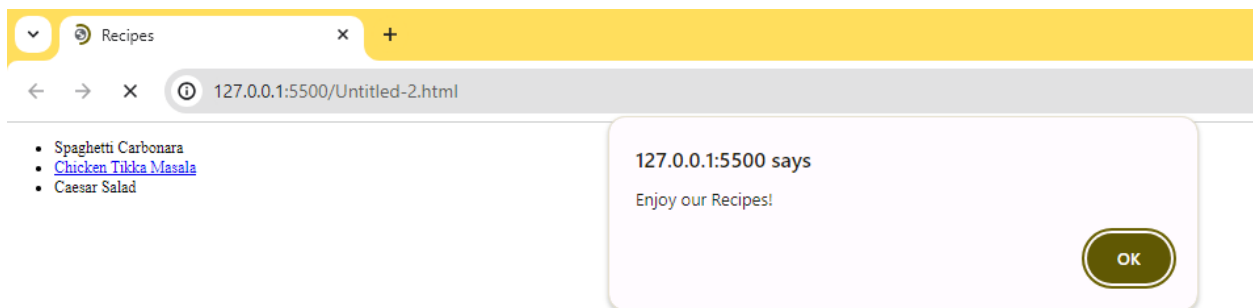 Recipes
127.0.0.1:5500/Untitled-2.html
Spaghetti Carbonara
Chicken Tikka Masala
Caesar Salad
127.0.0.1:5500 says
Enjoy our Recipes!
OK